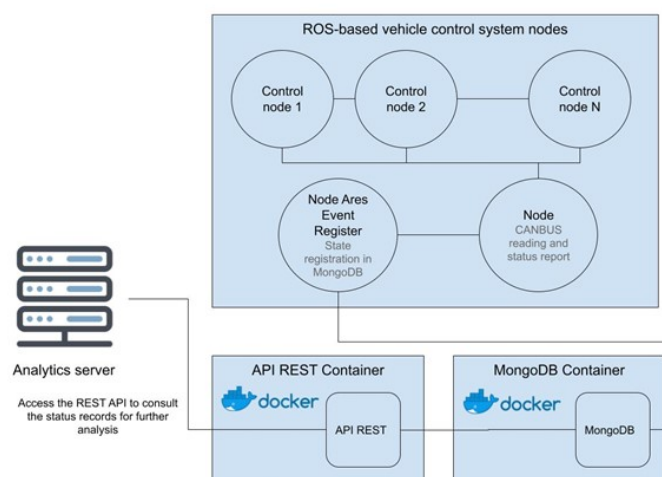 ROS-based vehicle control system nodes
Control
node 1
Control
node 2
Control
node N
Node Ares
Event
Register
State
registration in
MongoDB
Node
CANBUS
reading and
status report
Analytics server
Access the REST API to consult
the status records for further
analysis
API REST Container
docker
API REST
MongoDB Container
docker
MongoDB